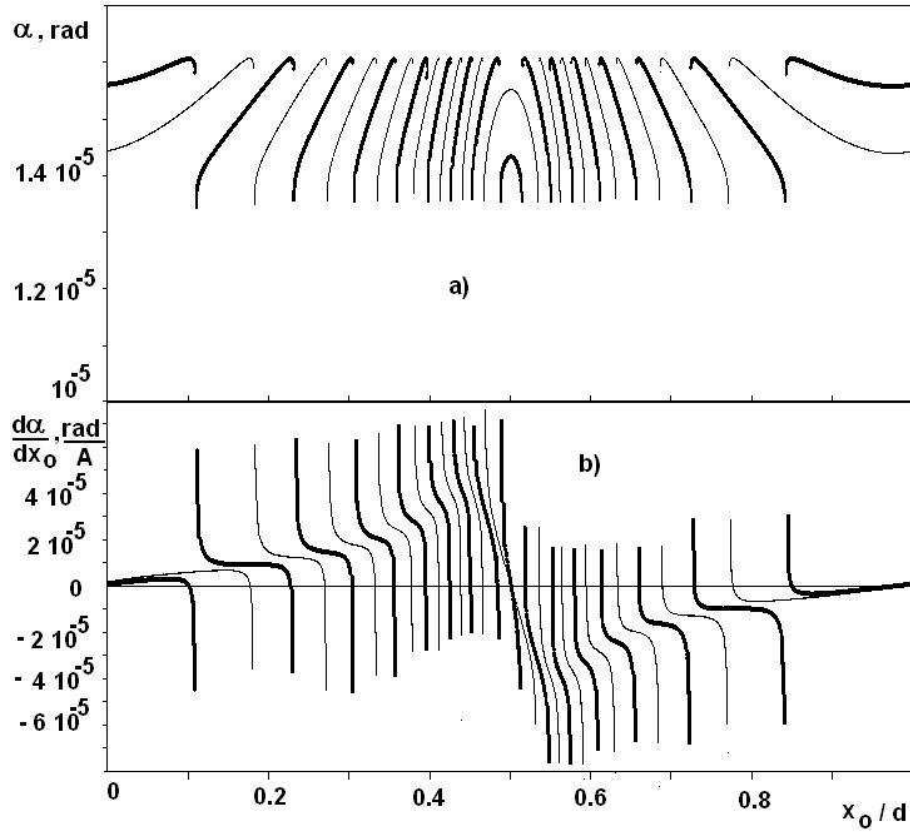 α , rad
1.4 10^-5
1.2 10^-5
a)
10^-5
dα/dx_o , rad/A
b)
4 10^-5
2 10^-5
0
- 2 10^-5
- 4 10^-5
- 6 10^-5
0 0.2 0.4 0.6 0.8 x_o / d